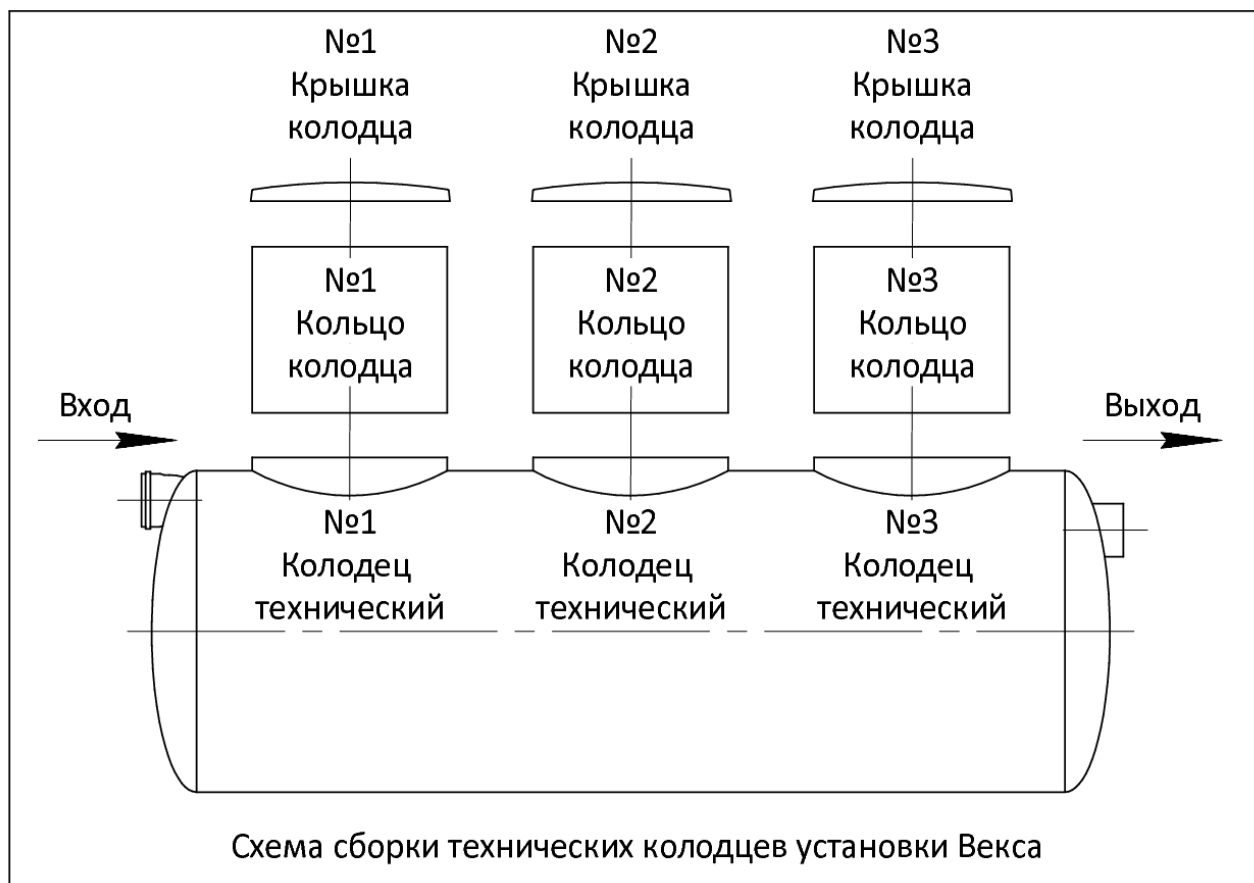 №1
Крышка
колодца
№2
Крышка
колодца
№3
Крышка
колодца
№1
Кольцо
колодца
№2
Кольцо
колодца
№3
Кольцо
колодца
Вход
Выход
№1
Колодец
технический
№2
Колодец
технический
№3
Колодец
технический
Схема сборки технических колодцев установки Векса